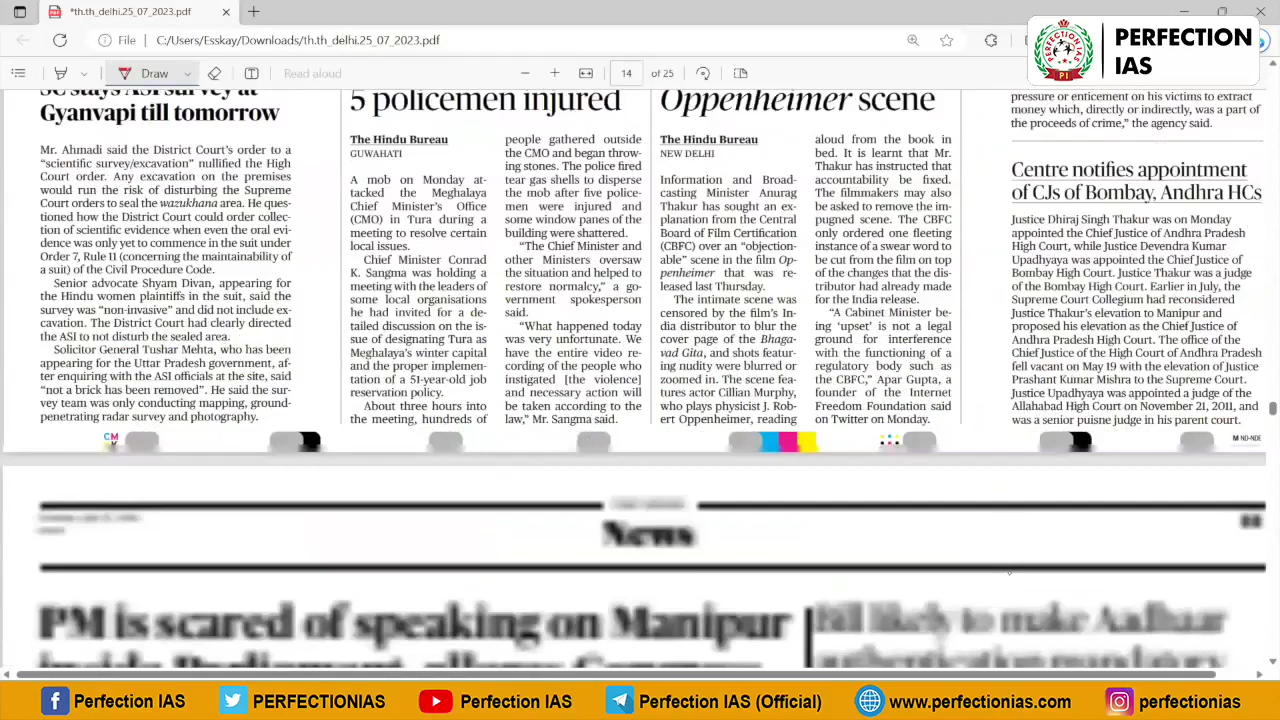 *th.th_delhi.25_07_2023.pdf
File
C:/Users/Esskay/Downloads/th.th_delhi.25_07_2023.pdf
PERFECTION
IAS
Draw
Read aloud
14
of 25
SC stays ASI survey at
Gyanvapi till tomorrow
Mr. Ahmadi said the District Court's order to a
"scientific survey/excavation" nullified the High
Court order. Any excavation on the premises
would run the risk of disturbing the Supreme
Court orders to seal the wazukhana area. He ques-
tioned how the District Court could order collec-
tion of scientific evidence when even the oral evi-
dence was only yet to commence in the suit under
Order 7, Rule 11 (concerning the maintainability of
a suit) of the Civil Procedure Code.
Senior advocate Shyam Divan, appearing for
the Hindu women plaintiffs in the suit, said the
survey was "non-invasive" and did not include ex-
cavation. The District Court had clearly directed
the ASI to not disturb the sealed area.
Solicitor General Tushar Mehta, who has been
appearing for the Uttar Pradesh government, af-
ter enquiring with the ASI officials at the site, said
"not a brick has been removed". He said the sur-
vey team was only conducting mapping, ground-
penetrating radar survey and photography.
5 policemen injured
The Hindu Bureau
GUWAHATI
A mob on Monday at-
tacked the Meghalaya
Chief Minister's Office
(CMO) in Tura during a
meeting to resolve certain
local issues.
Chief Minister Conrad
K. Sangma was holding a
meeting with the leaders of
some local organisations
he had invited for a de-
tailed discussion on the is-
sue of designating Tura as
Meghalaya's winter capital
and the proper implemen-
tation of a 51-year-old job
reservation policy.
About three hours into
the meeting, hundreds of
people gathered outside
the CMO and began throw-
ing stones. The police fired
tear gas shells to disperse
the mob after five police-
men were injured and
some window panes of the
building were shattered.
"The Chief Minister and
other Ministers oversaw
the situation and helped to
restore normalcy," a go-
vernment spokesperson
said.
"What happened today
was very unfortunate. We
have the entire video re-
cording of the people who
instigated [the violence]
and necessary action will
be taken according to the
law," Mr. Sangma said.
Oppenheimer scene
The Hindu Bureau
NEW DELHI
Information and Broad-
casting Minister Anurag
Thakur has sought an ex-
planation from the Central
Board of Film Certification
(CBFC) over an "objection-
able" scene in the film Op-
penheimer that was re-
leased last Thursday.
The intimate scene was
censored by the film's In-
dia distributor to blur the
cover page of the Bhaga-
vad Gita, and shots featur-
ing nudity were blurred or
zoomed in. The scene fea-
tures actor Cillian Murphy,
who plays physicist J. Rob-
ert Oppenheimer, reading
aloud from the book in
bed. It is learnt that Mr.
Thakur has instructed that
accountability be fixed.
The filmmakers may also
be asked to remove the im-
pugned scene. The CBFC
only ordered one fleeting
instance of a swear word to
be cut from the film on top
of the changes that the dis-
tributor had already made
for the India release.
"A Cabinet Minister be-
ing 'upset' is not a legal
ground for interference
with the functioning of a
regulatory body such as
the CBFC," Apar Gupta, a
founder of the Internet
Freedom Foundation said
on Twitter on Monday.
pressure or enticement on his victims to extract
money which, directly or indirectly, was a part of
the proceeds of crime," the agency said.
Centre notifies appointment
of CJs of Bombay, Andhra HCs
Justice Dhiraj Singh Thakur was on Monday
appointed the Chief Justice of Andhra Pradesh
High Court, while Justice Devendra Kumar
Upadhyaya was appointed the Chief Justice of
Bombay High Court. Justice Thakur was a judge
of the Bombay High Court. Earlier in July, the
Supreme Court Collegium had reconsidered
Justice Thakur's elevation to Manipur and
proposed his elevation as the Chief Justice of
Andhra Pradesh High Court. The office of the
Chief Justice of the High Court of Andhra Pradesh
fell vacant on May 19 with the elevation of Justice
Prashant Kumar Mishra to the Supreme Court.
Justice Upadhyaya was appointed a judge of the
Allahabad High Court on November 21, 2011, and
was a senior puisne judge in his parent court.
M ND-NDE
News
PM is scared of speaking on Manipur
Bill likely to make Aadhaar
authentication mandatory
Perfection IAS
PERFECTIONIAS
Perfection IAS
Perfection IAS (Official)
www.perfectionias.com
perfectionias